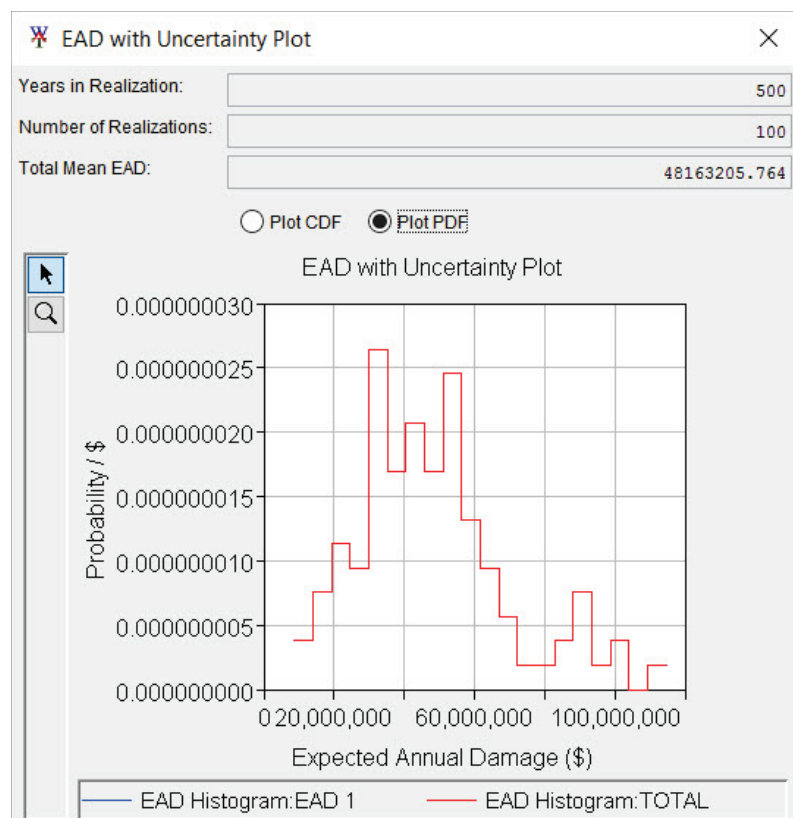 EAD with Uncertainty Plot
Years in Realization: 500
Number of Realizations: 100
Total Mean EAD: 48163205.764
Plot CDF Plot PDF
EAD with Uncertainty Plot
0.000000030
0.000000025
0.000000020
0.000000015
0.000000010
0.000000005
0.000000000
Probability / $
0 20,000,000 60,000,000 100,000,000
Expected Annual Damage ($)
EAD Histogram:EAD 1 EAD Histogram:TOTAL